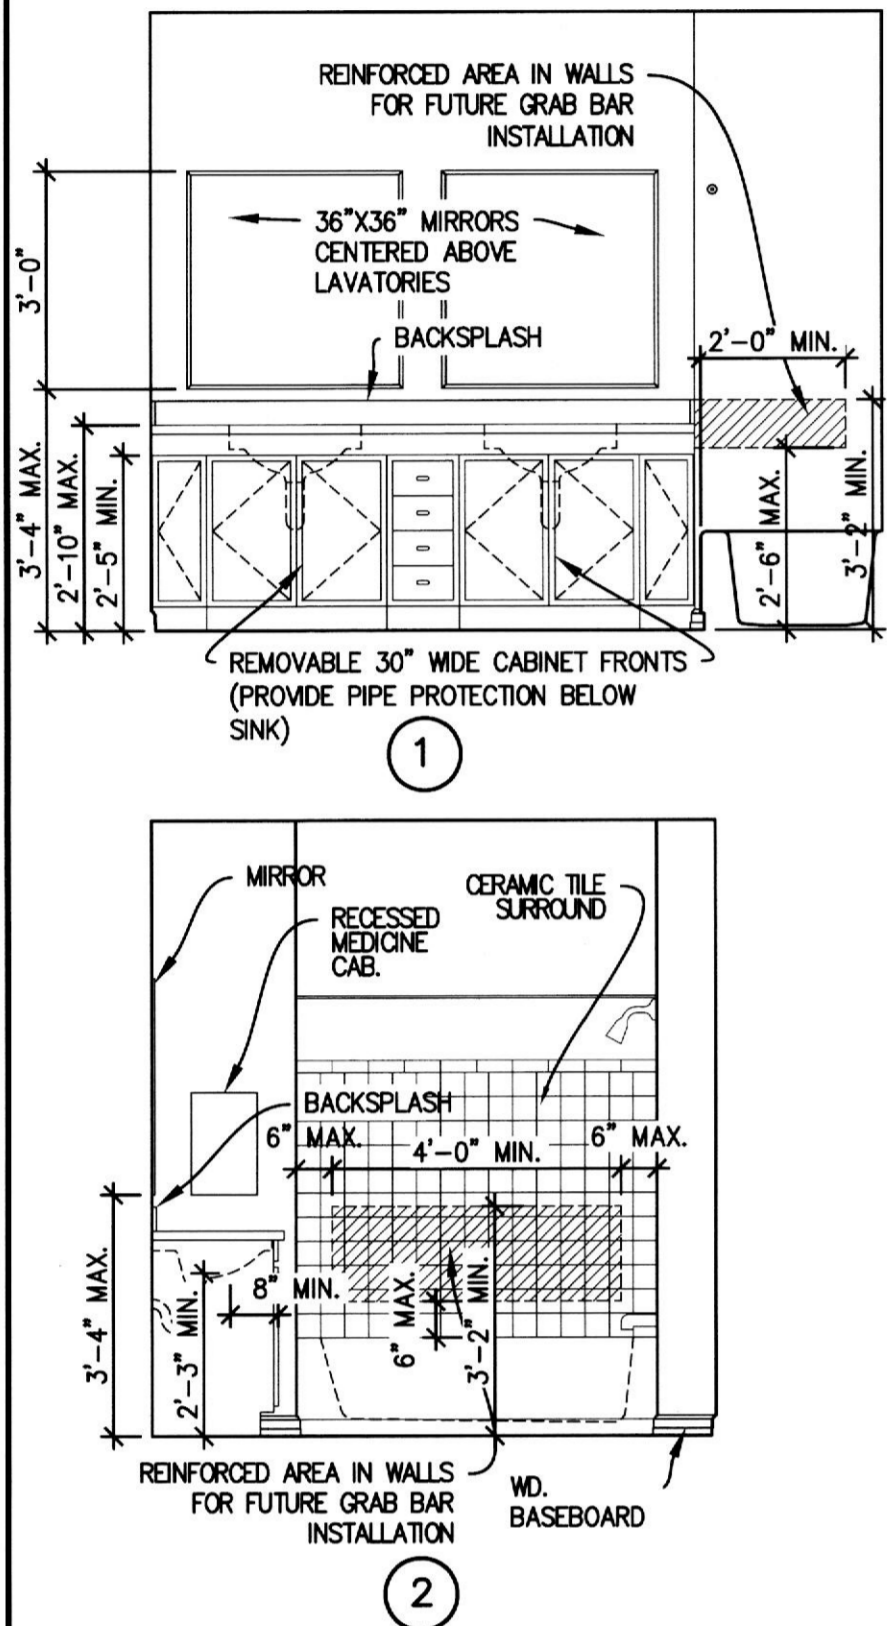 REINFORCED AREA IN WALLS
FOR FUTURE GRAB BAR
INSTALLATION
36"X36" MIRRORS
CENTERED ABOVE
LAVATORIES
BACKSPLASH
2'-0" MIN.
3'-0"
3'-4" MAX.
2'-10" MAX.
2'-5" MIN.
2'-6" MAX.
3'-2" MIN.
REMOVABLE 30" WIDE CABINET FRONTS
(PROVIDE PIPE PROTECTION BELOW
SINK)
1
MIRROR
RECESSED
MEDICINE
CAB.
CERAMIC TILE
SURROUND
BACKSPLASH
6" MAX.
4'-0" MIN.
6" MAX.
3'-4" MAX.
2'-3" MIN.
8" MIN.
6" MAX.
3'-2" MIN.
REINFORCED AREA IN WALLS
FOR FUTURE GRAB BAR
INSTALLATION
WD.
BASEBOARD
2